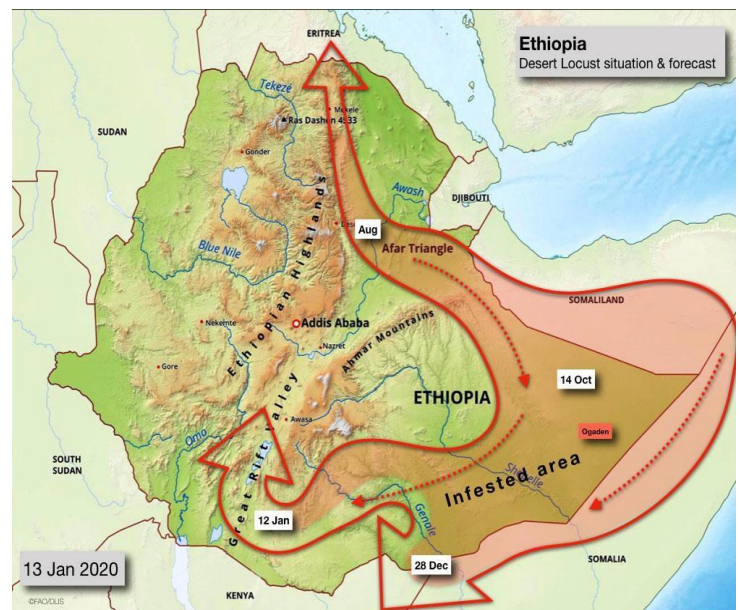 Ethiopia
Desert Locust situation & forecast
ERITREA
Tekezé
Mekele
Ras Dashen 4533
SUDAN
Gonder
Awash
DJIBOUTI
Aug
Afar Triangle
Blue Nile
Ethiopian Highlands
SOMALILAND
Nekemte
Addis Ababa
Nazret
Ahmar Mountains
Gore
14 Oct
ETHIOPIA
Awasa
Ogaden
Omo
Great Rift Valley
SOUTH
SUDAN
Infested area
Genale
12 Jan
28 Dec
SOMALIA
13 Jan 2020
KENYA
©FAO/DLIS